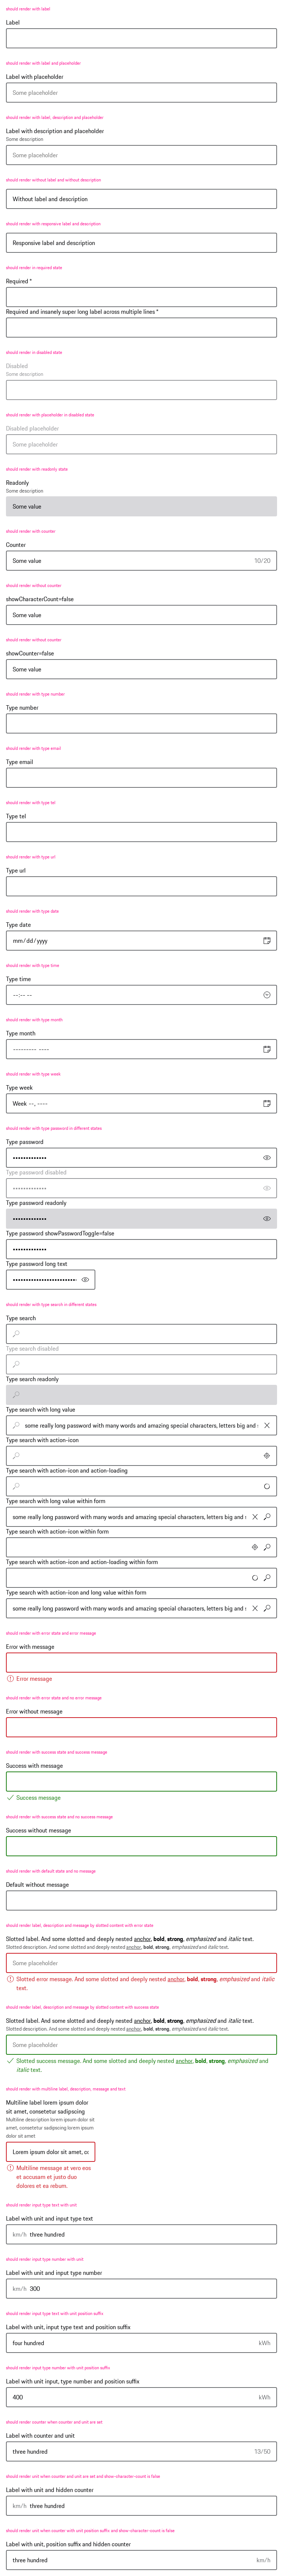 should render with label
Label
should render with label and placeholder
Label with placeholder
Some placeholder
should render with label, description and placeholder
Label with description and placeholder
Some description
Some placeholder
should render without label and without description
Without label and description
should render with responsive label and description
Responsive label and description
should render in required state
Required *
Required and insanely super long label across multiple lines *
should render in disabled state
Disabled
Some description
should render with placeholder in disabled state
Disabled placeholder
Some placeholder
should render with readonly state
Readonly
Some description
Some value
should render with counter
Counter
Some value 10/20
should render without counter
showCharacterCount=false
Some value
should render without counter
showCounter=false
Some value
should render with type number
Type number
should render with type email
Type email
should render with type tel
Type tel
should render with type url
Type url
should render with type date
Type date
mm/dd/yyyy
should render with type time
Type time
--:-- --
should render with type month
Type month
--------- ----
should render with type week
Type week
Week --, ----
should render with type password in different states
Type password
•••••••••••••
Type password disabled
•••••••••••••
Type password readonly
•••••••••••••
Type password showPasswordToggle=false
•••••••••••••
Type password long text
•••••••••••••••••••••••••
should render with type search in different states
Type search
Type search disabled
Type search readonly
Type search with long value
some really long password with many words and amazing special characters, letters big and s
Type search with action-icon
Type search with action-icon and action-loading
Type search with long value within form
some really long password with many words and amazing special characters, letters big and s
Type search with action-icon within form
Type search with action-icon and action-loading within form
Type search with action-icon and long value within form
some really long password with many words and amazing special characters, letters big and s
should render with error state and error message
Error with message
Error message
should render with error state and no error message
Error without message
should render with success state and success message
Success with message
Success message
should render with success state and no success message
Success without message
should render with default state and no message
Default without message
should render label, description and message by slotted content with error state
Slotted label. And some slotted and deeply nested anchor, bold, strong, emphasized and italic text.
Slotted description. And some slotted and deeply nested anchor, bold, strong, emphasized and italic text.
Some placeholder
Slotted error message. And some slotted and deeply nested anchor, bold, strong, emphasized and italic
text.
should render label, description and message by slotted content with success state
Slotted label. And some slotted and deeply nested anchor, bold, strong, emphasized and italic text.
Slotted description. And some slotted and deeply nested anchor, bold, strong, emphasized and italic text.
Some placeholder
Slotted success message. And some slotted and deeply nested anchor, bold, strong, emphasized and
italic text.
should render with multiline label, description, message and text
Multiline label lorem ipsum dolor
sit amet, consetetur sadipscing
Multiline description lorem ipsum dolor sit
amet, consetetur sadipscing lorem ipsum
dolor sit amet
Lorem ipsum dolor sit amet, co
Multiline message at vero eos
et accusam et justo duo
dolores et ea rebum.
should render input type text with unit
Label with unit and input type text
km/h three hundred
should render input type number with unit
Label with unit and input type number
km/h 300
should render input type text with unit position suffix
Label with unit, input type text and position suffix
four hundred kWh
should render input type number with unit position suffix
Label with unit input, type number and position suffix
400 kWh
should render counter when counter and unit are set
Label with counter and unit
three hundred 13/50
should render unit when counter and unit are set and show-character-count is false
Label with unit and hidden counter
km/h three hundred
should render unit when counter with unit position suffix and show-character-count is false
Label with unit, position suffix and hidden counter
three hundred km/h